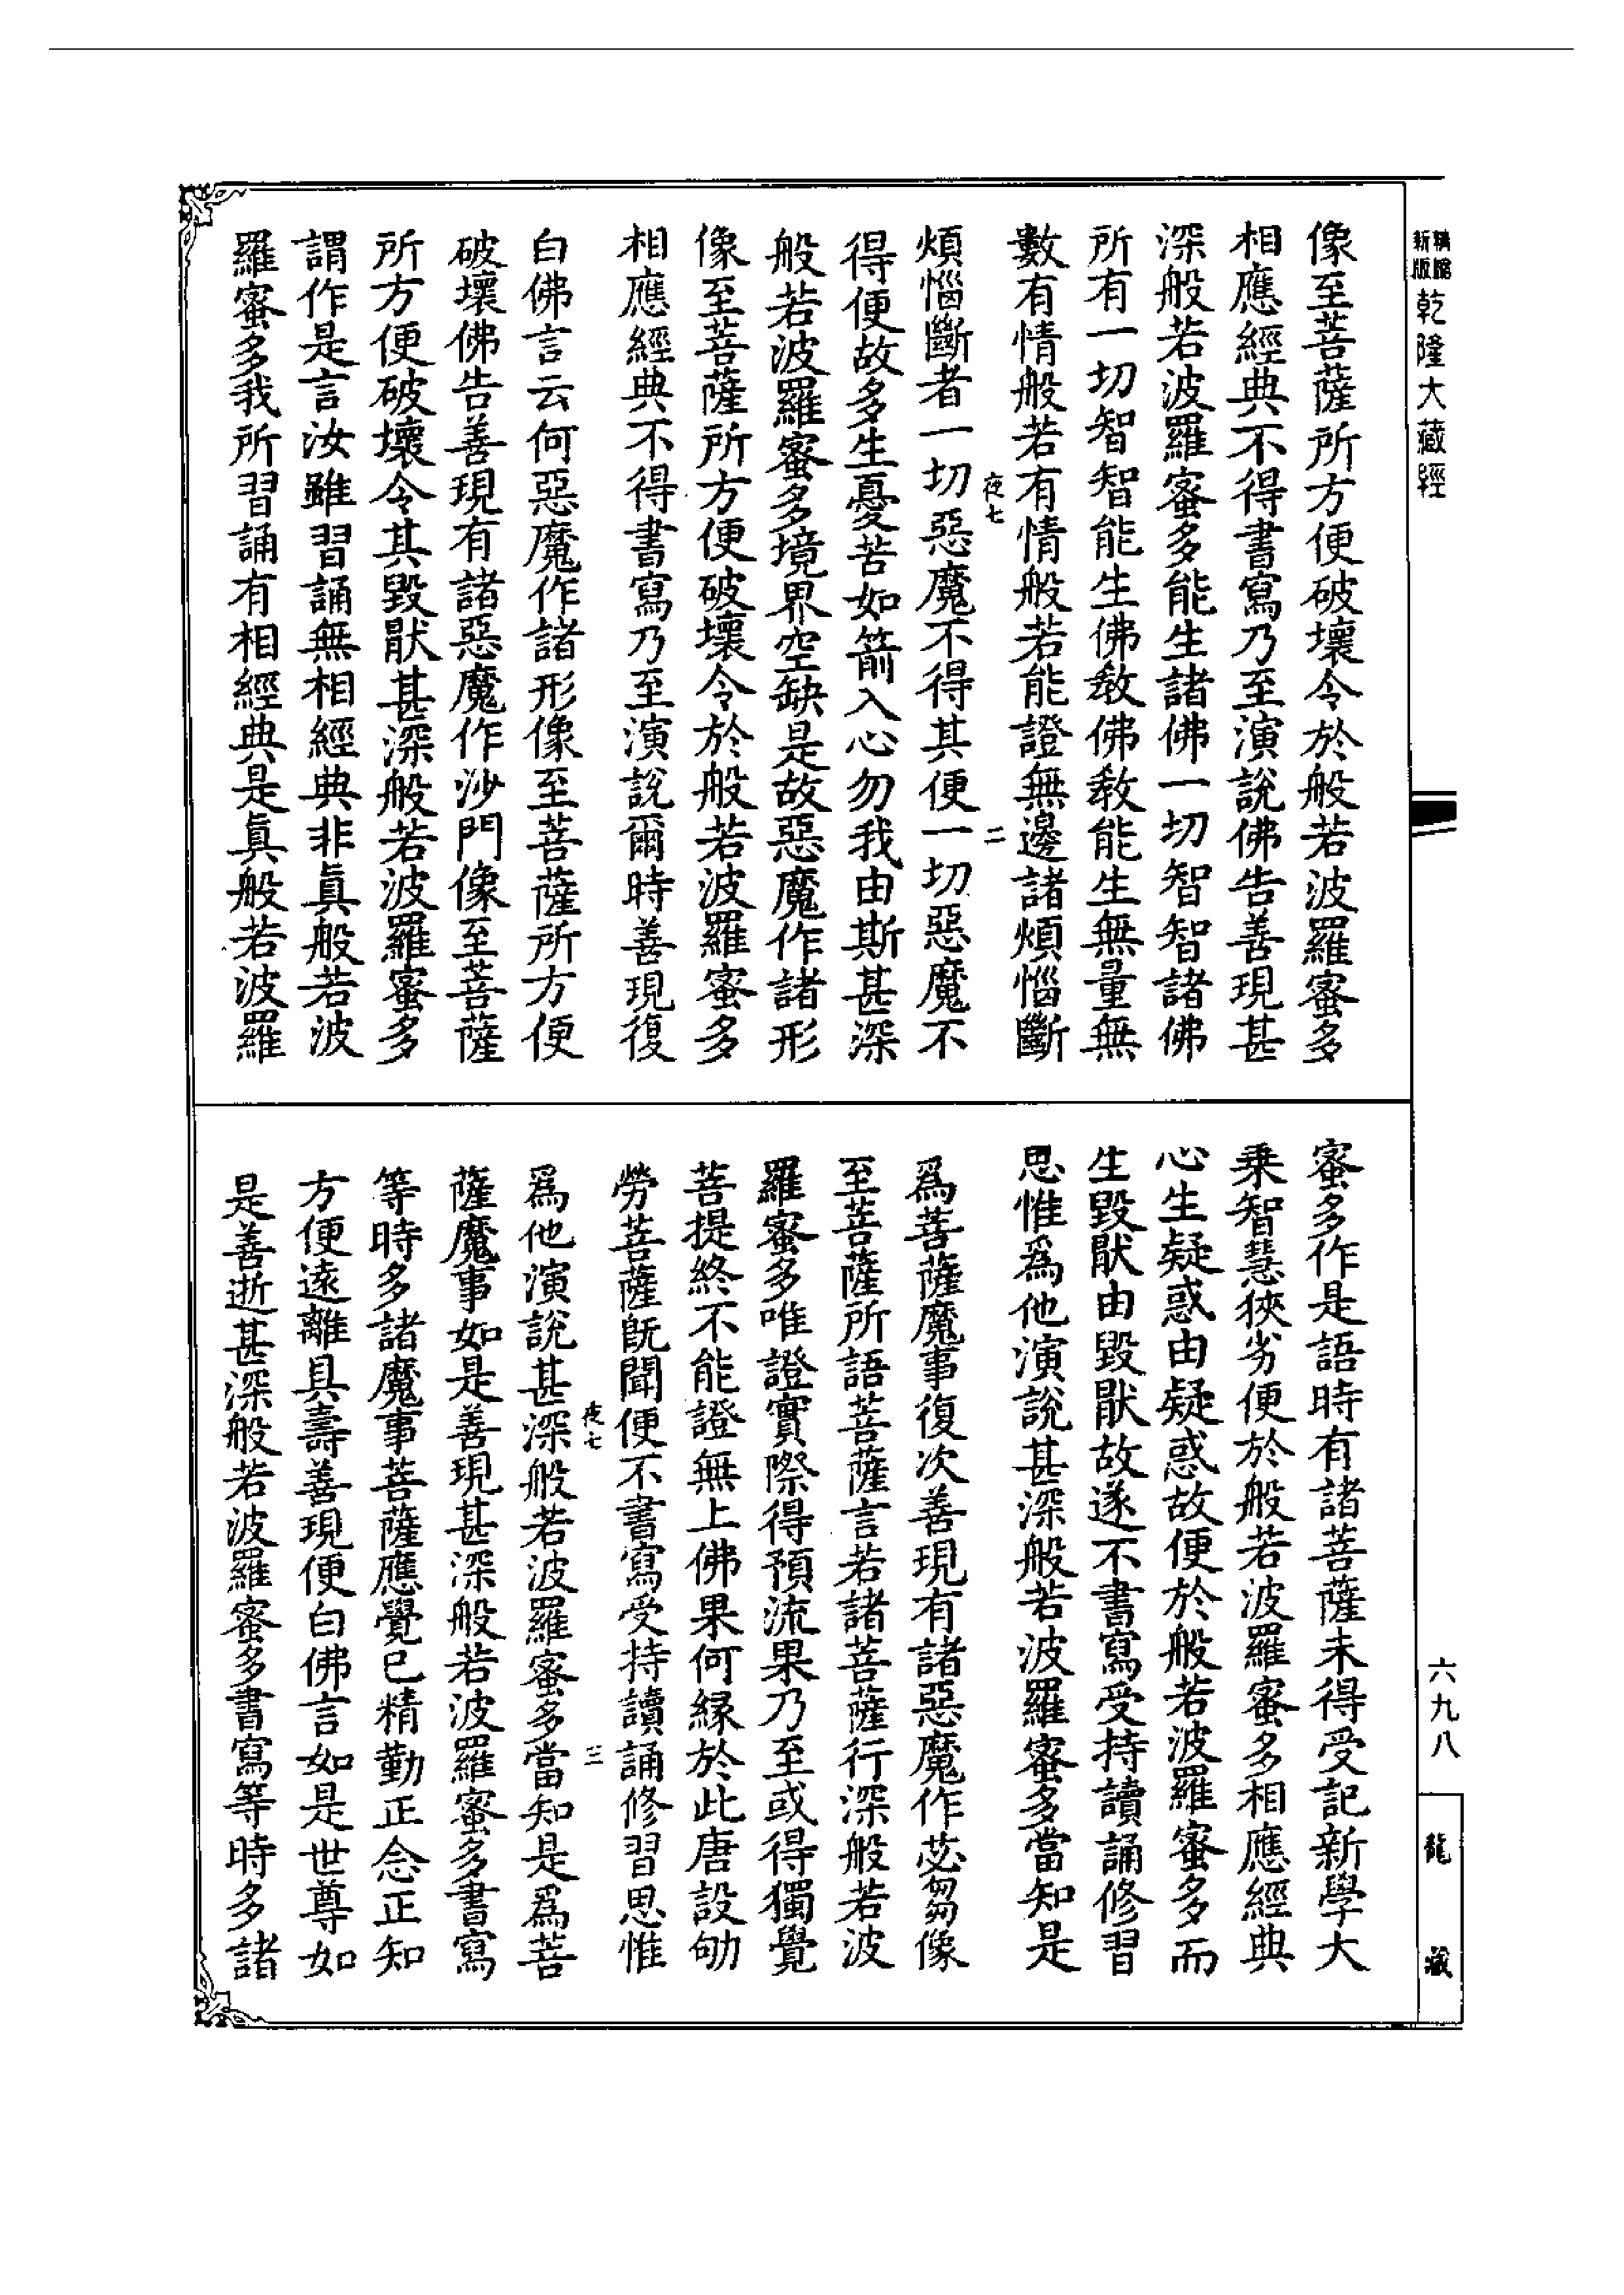 精縮新版乾隆大藏經
像至菩薩所方便破壞令於般若波羅蜜多
相應經典不得書寫乃至演說佛告善現甚
深般若波羅蜜多能生諸佛一切智智諸佛
所有一切智智能生佛敎佛敎能生無量無
數有情般若有情般若能證無邊諸煩惱斷
夜七 二
煩惱斷者一切惡魔不得其便一切惡魔不
得便故多生憂苦如箭入心勿我由斯甚深
般若波羅蜜多境界空缺是故惡魔作諸形
像至菩薩所方便破壞令於般若波羅蜜多
相應經典不得書寫乃至演說爾時善現復
白佛言云何惡魔作諸形像至菩薩所方便
破壞佛告善現有諸惡魔作沙門像至菩薩
所方便破壞令其毀猒甚深般若波羅蜜多
謂作是言汝雖習誦無相經典非眞般若波
羅蜜多我所習誦有相經典是眞般若波羅
蜜多作是語時有諸菩薩未得受記新學大
乗智慧狹劣便於般若波羅蜜多相應經典
心生疑惑由疑惑故便於般若波羅蜜多而
生毀猒由毀猒故遂不書寫受持讀誦修習
思惟爲他演說甚深般若波羅蜜多當知是
爲菩薩魔事復次善現有諸惡魔作苾芻像
至菩薩所語菩薩言若諸菩薩行深般若波
羅蜜多唯證實際得預流果乃至或得獨覺
菩提終不能證無上佛果何緣於此唐設劬
勞菩薩旣聞便不書寫受持讀誦修習思惟
夜七 三
爲他演說甚深般若波羅蜜多當知是爲菩
薩魔事如是善現甚深般若波羅蜜多書寫
等時多諸魔事菩薩應覺已精勤正念正知
方便遠離具壽善現便白佛言如是世尊如
是善逝甚深般若波羅蜜多書寫等時多諸
六九八
龍藏